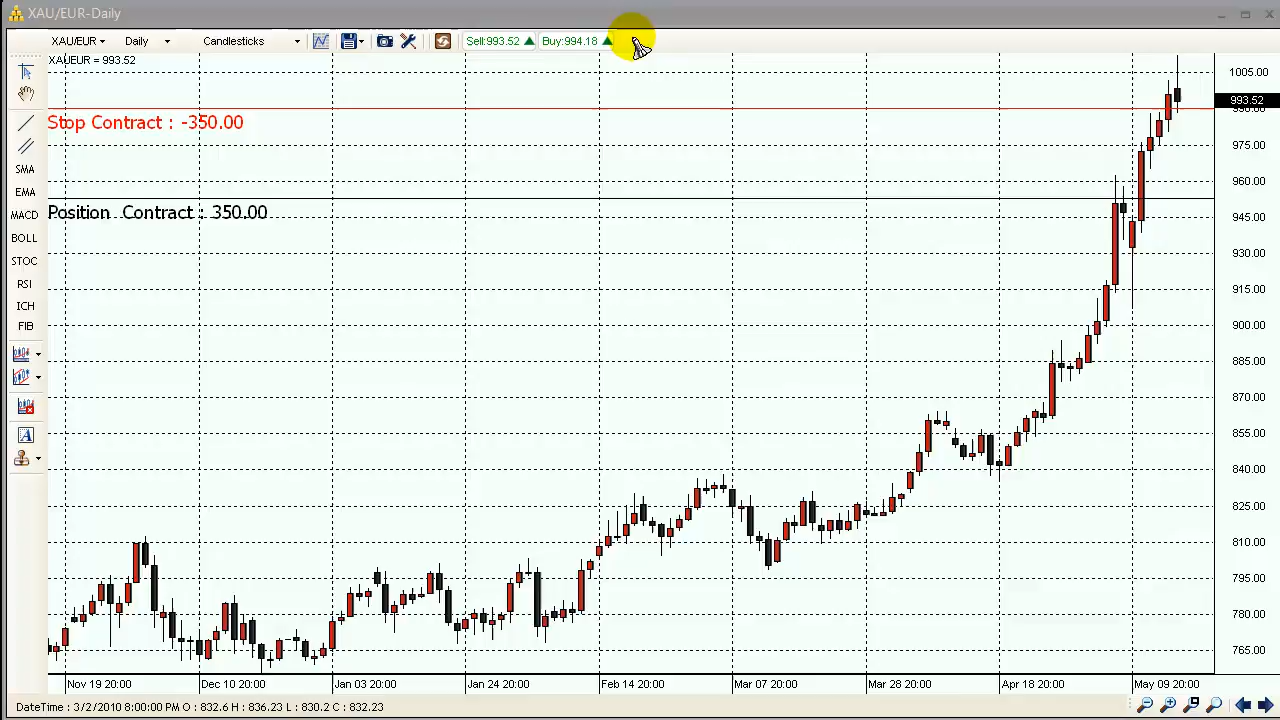 XAU/EUR-Daily
XAU/EUR Daily Candlesticks Sell:993.52 Buy:994.18
XAUEUR = 993.52
1005.00
993.52
Stop Contract : -350.00
975.00
960.00
Position Contract : 350.00
945.00
930.00
915.00
900.00
885.00
870.00
855.00
840.00
825.00
810.00
795.00
780.00
765.00
SMA
EMA
MACD
BOLL
STOC
RSI
ICH
FIB
A
Nov 19 20:00 Dec 10 20:00 Jan 03 20:00 Jan 24 20:00 Feb 14 20:00 Mar 07 20:00 Mar 28 20:00 Apr 18 20:00 May 09 20:00
DateTime : 3/2/2010 8:00:00 PM O : 832.6 H : 836.23 L : 830.2 C : 832.23